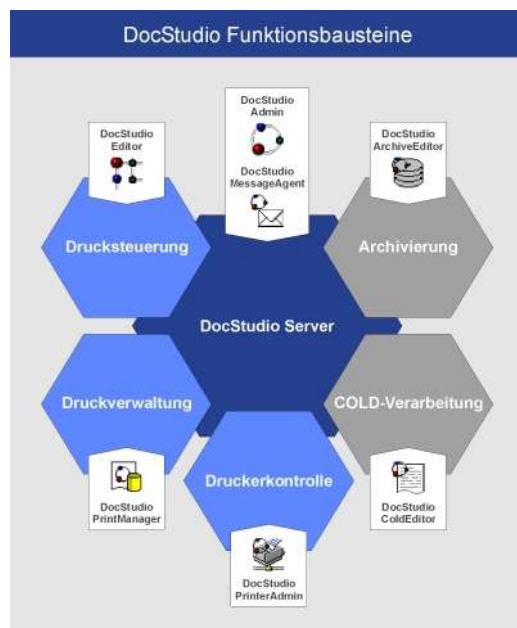 DocStudio Funktionsbausteine
DocStudio
Admin
DocStudio
MessageAgent
DocStudio
Editor
DocStudio
ArchiveEditor
Drucksteuerung
Archivierung
DocStudio Server
Druckverwaltung
COLD-Verarbeitung
Druckerkontrolle
DocStudio
PrintManager
DocStudio
ColdEditor
DocStudio
PrinterAdmin